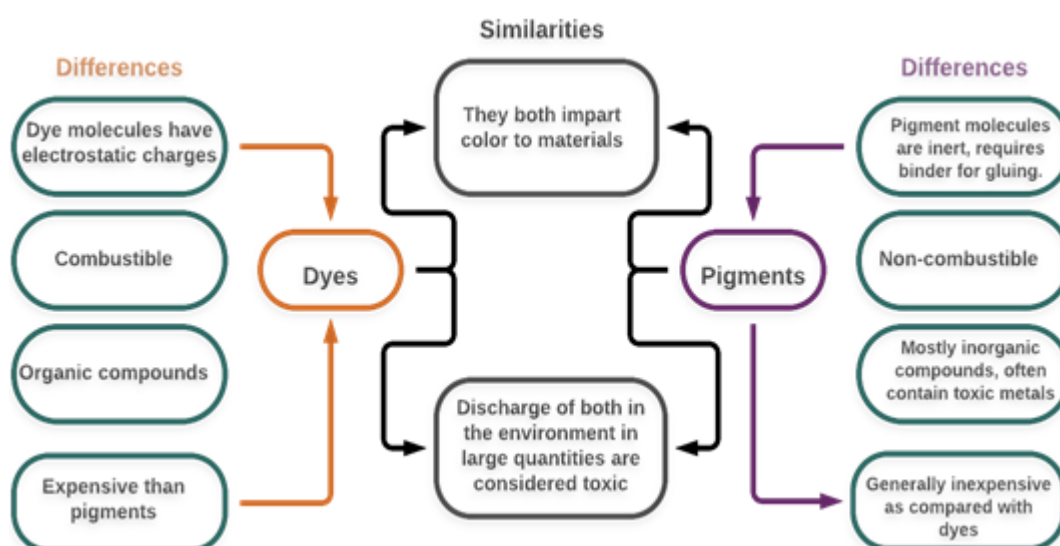 Similarities
Differences
Differences
Dye molecules have
electrostatic charges
They both impart
color to materials
Pigment molecules
are inert, requires
binder for gluing.
Combustible
Dyes
Pigments
Non-combustible
Organic compounds
Mostly inorganic
compounds, often
contain toxic metals
Discharge of both in
the environment in
large quantities are
considered toxic
Expensive than
pigments
Generally inexpensive
as compared with
dyes